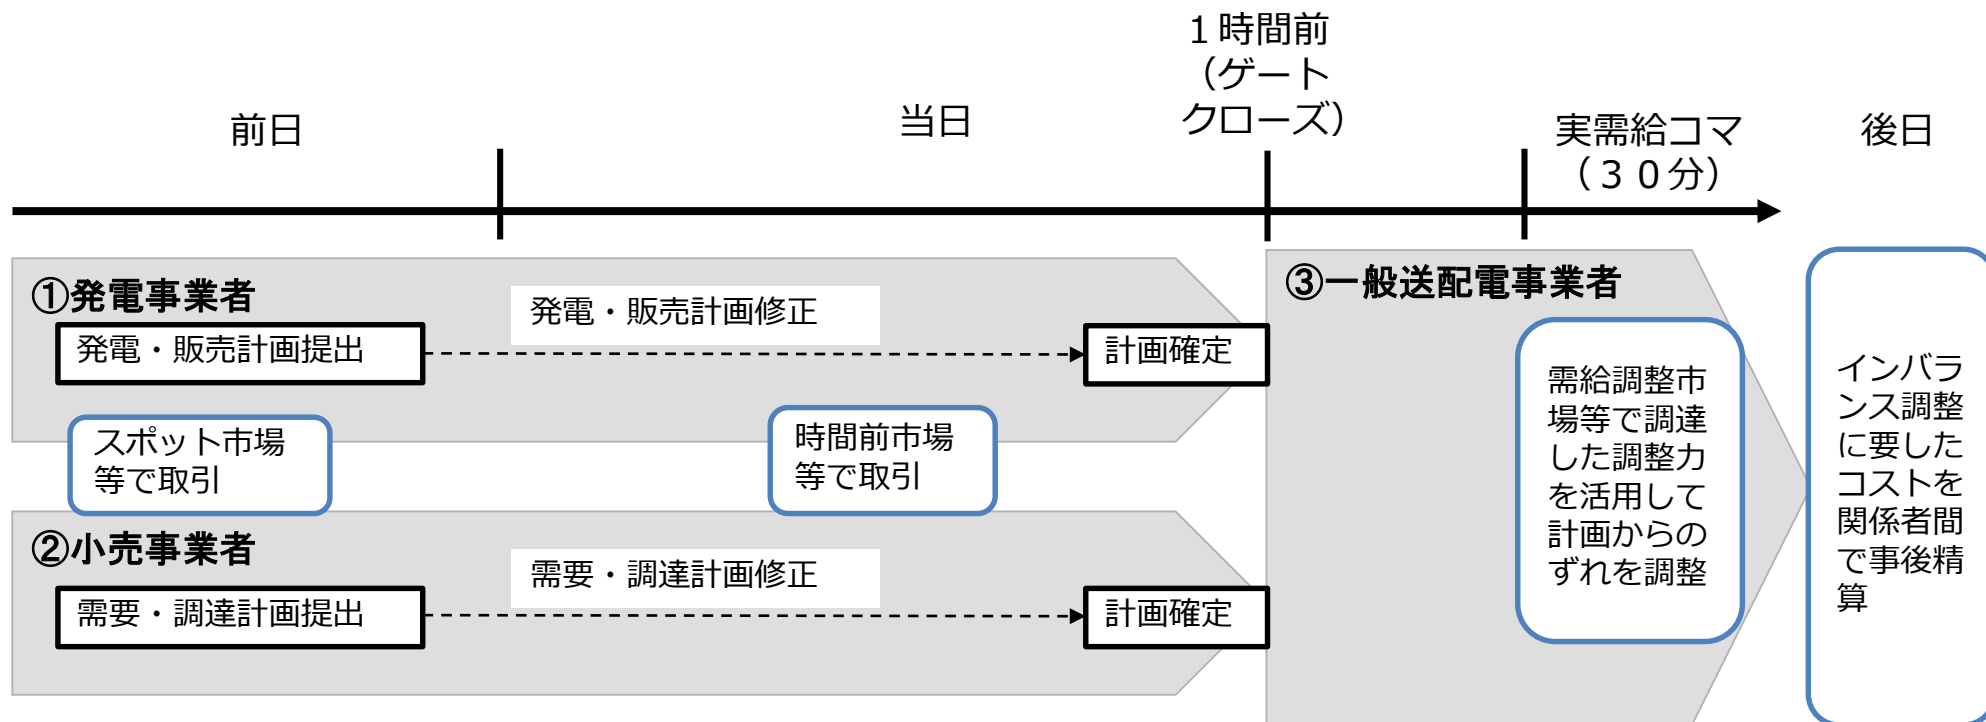 １時間前
（ゲート
クローズ）
前日
当日
実需給コマ
（３０分）
後日
①発電事業者
発電・販売計画修正
発電・販売計画提出
計画確定
スポット市場
等で取引
時間前市場
等で取引
②小売事業者
需要・調達計画修正
需要・調達計画提出
計画確定
③一般送配電事業者
需給調整市
場等で調達
した調整力
を活用して
計画からの
ずれを調整
インバラ
ンス調整
に要した
コストを
関係者間
で事後精
算